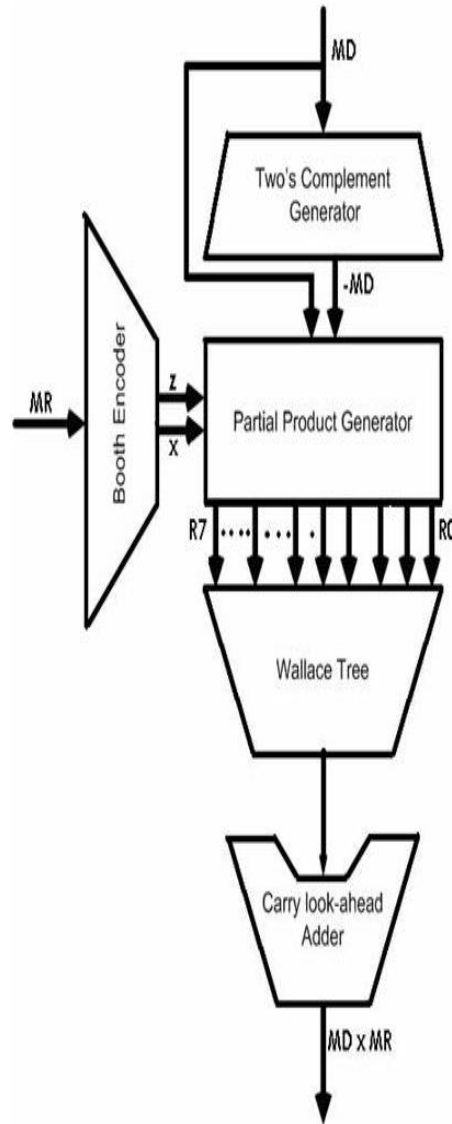 MD
Two's Complement
Generator
-MD
Booth Encoder
MR
z
x
Partial Product Generator
R7 ..... . . . . R0
Wallace Tree
Carry look-ahead
Adder
MD x MR